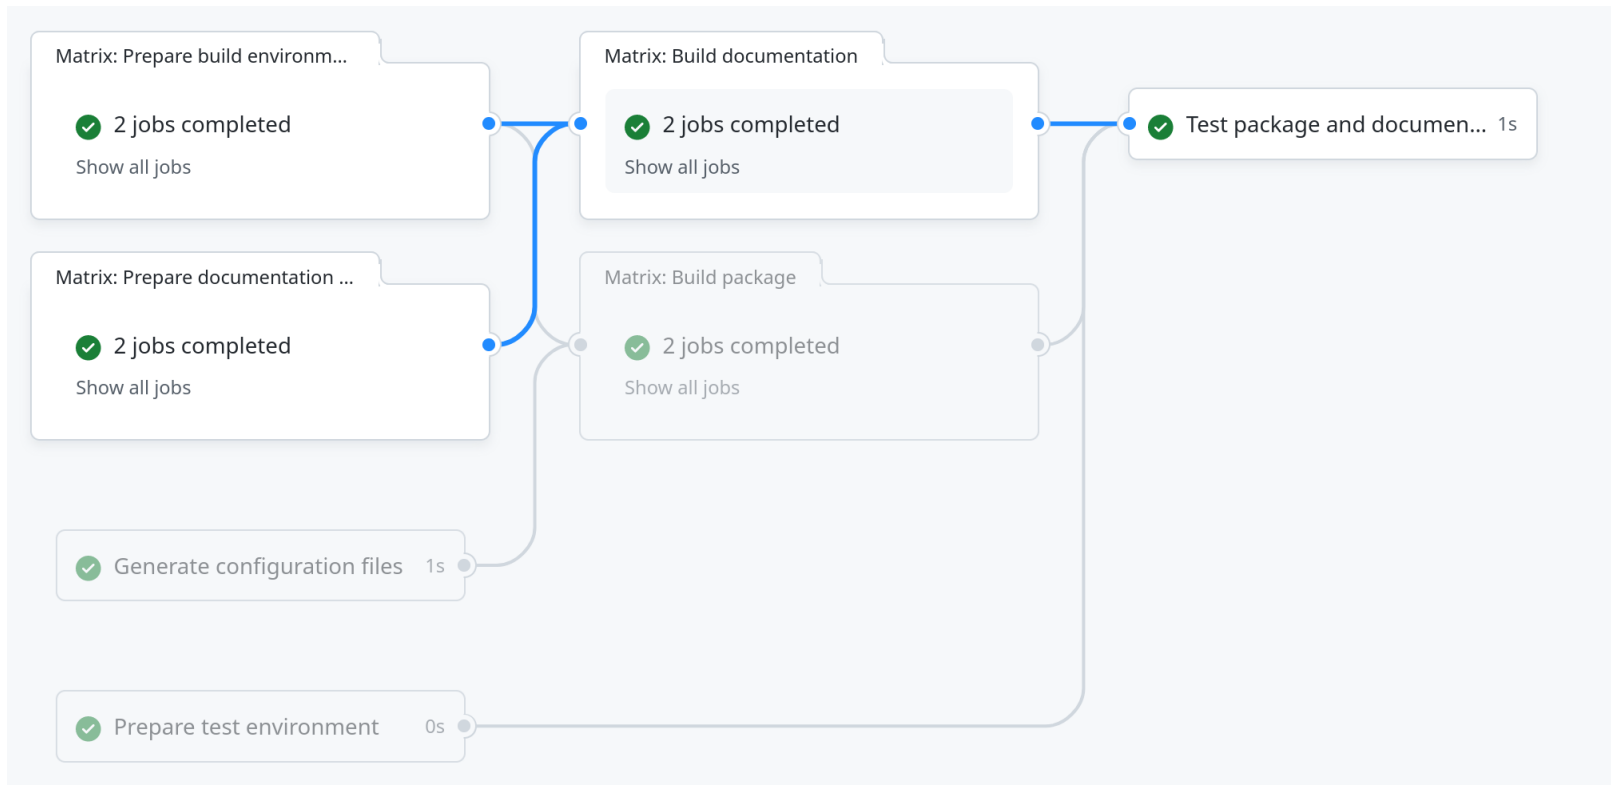 Matrix: Prepare build environm...
2 jobs completed
Show all jobs
Matrix: Build documentation
2 jobs completed
Show all jobs
Test package and documen... 1s
Matrix: Prepare documentation ...
2 jobs completed
Show all jobs
Matrix: Build package
2 jobs completed
Show all jobs
Generate configuration files 1s
Prepare test environment 0s